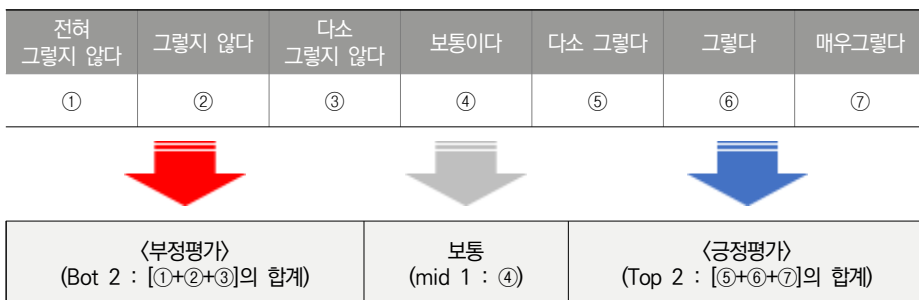 전혀
그렇지 않다
그렇지 않다
다소
그렇지 않다
보통이다
다소 그렇다
그렇다
매우그렇다
① ② ③ ④ ⑤ ⑥ ⑦
〈부정평가〉
(Bot 2 : [①+②+③]의 합계)
보통
(mid 1 : ④)
〈긍정평가〉
(Top 2 : [⑤+⑥+⑦]의 합계)